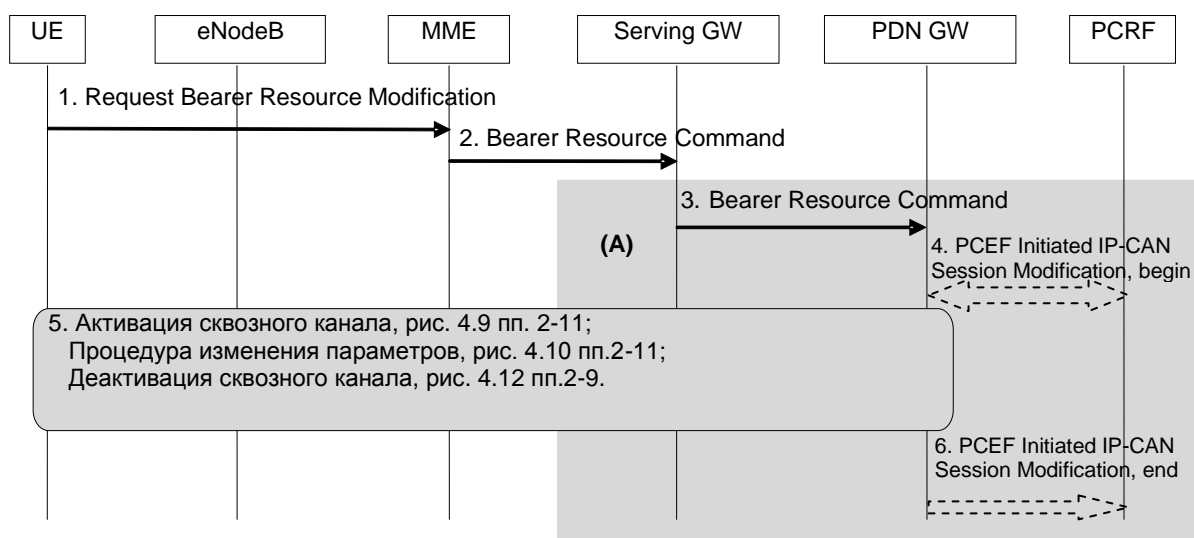 UE
eNodeB
MME
Serving GW
PDN GW
PCRF
1. Request Bearer Resource Modification
2. Bearer Resource Command
3. Bearer Resource Command
(A)
4. PCEF Initiated IP-CAN
Session Modification, begin
5. Активация сквозного канала, рис. 4.9 пп. 2-11;
Процедура изменения параметров, рис. 4.10 пп.2-11;
Деактивация сквозного канала, рис. 4.12 пп.2-9.
6. PCEF Initiated IP-CAN
Session Modification, end